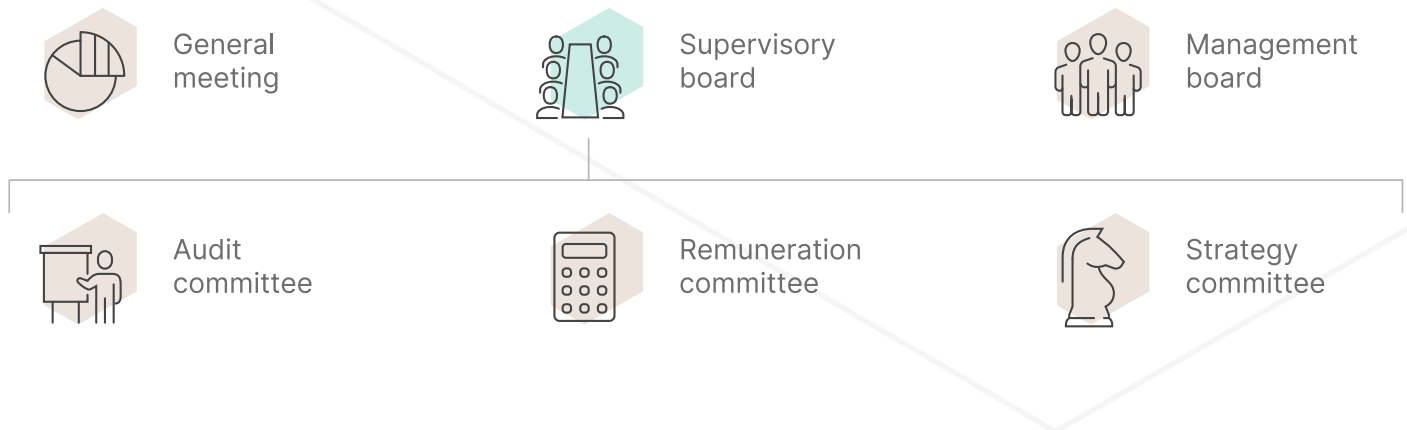 General
meeting
Supervisory
board
Management
board
Audit
committee
Remuneration
committee
Strategy
committee